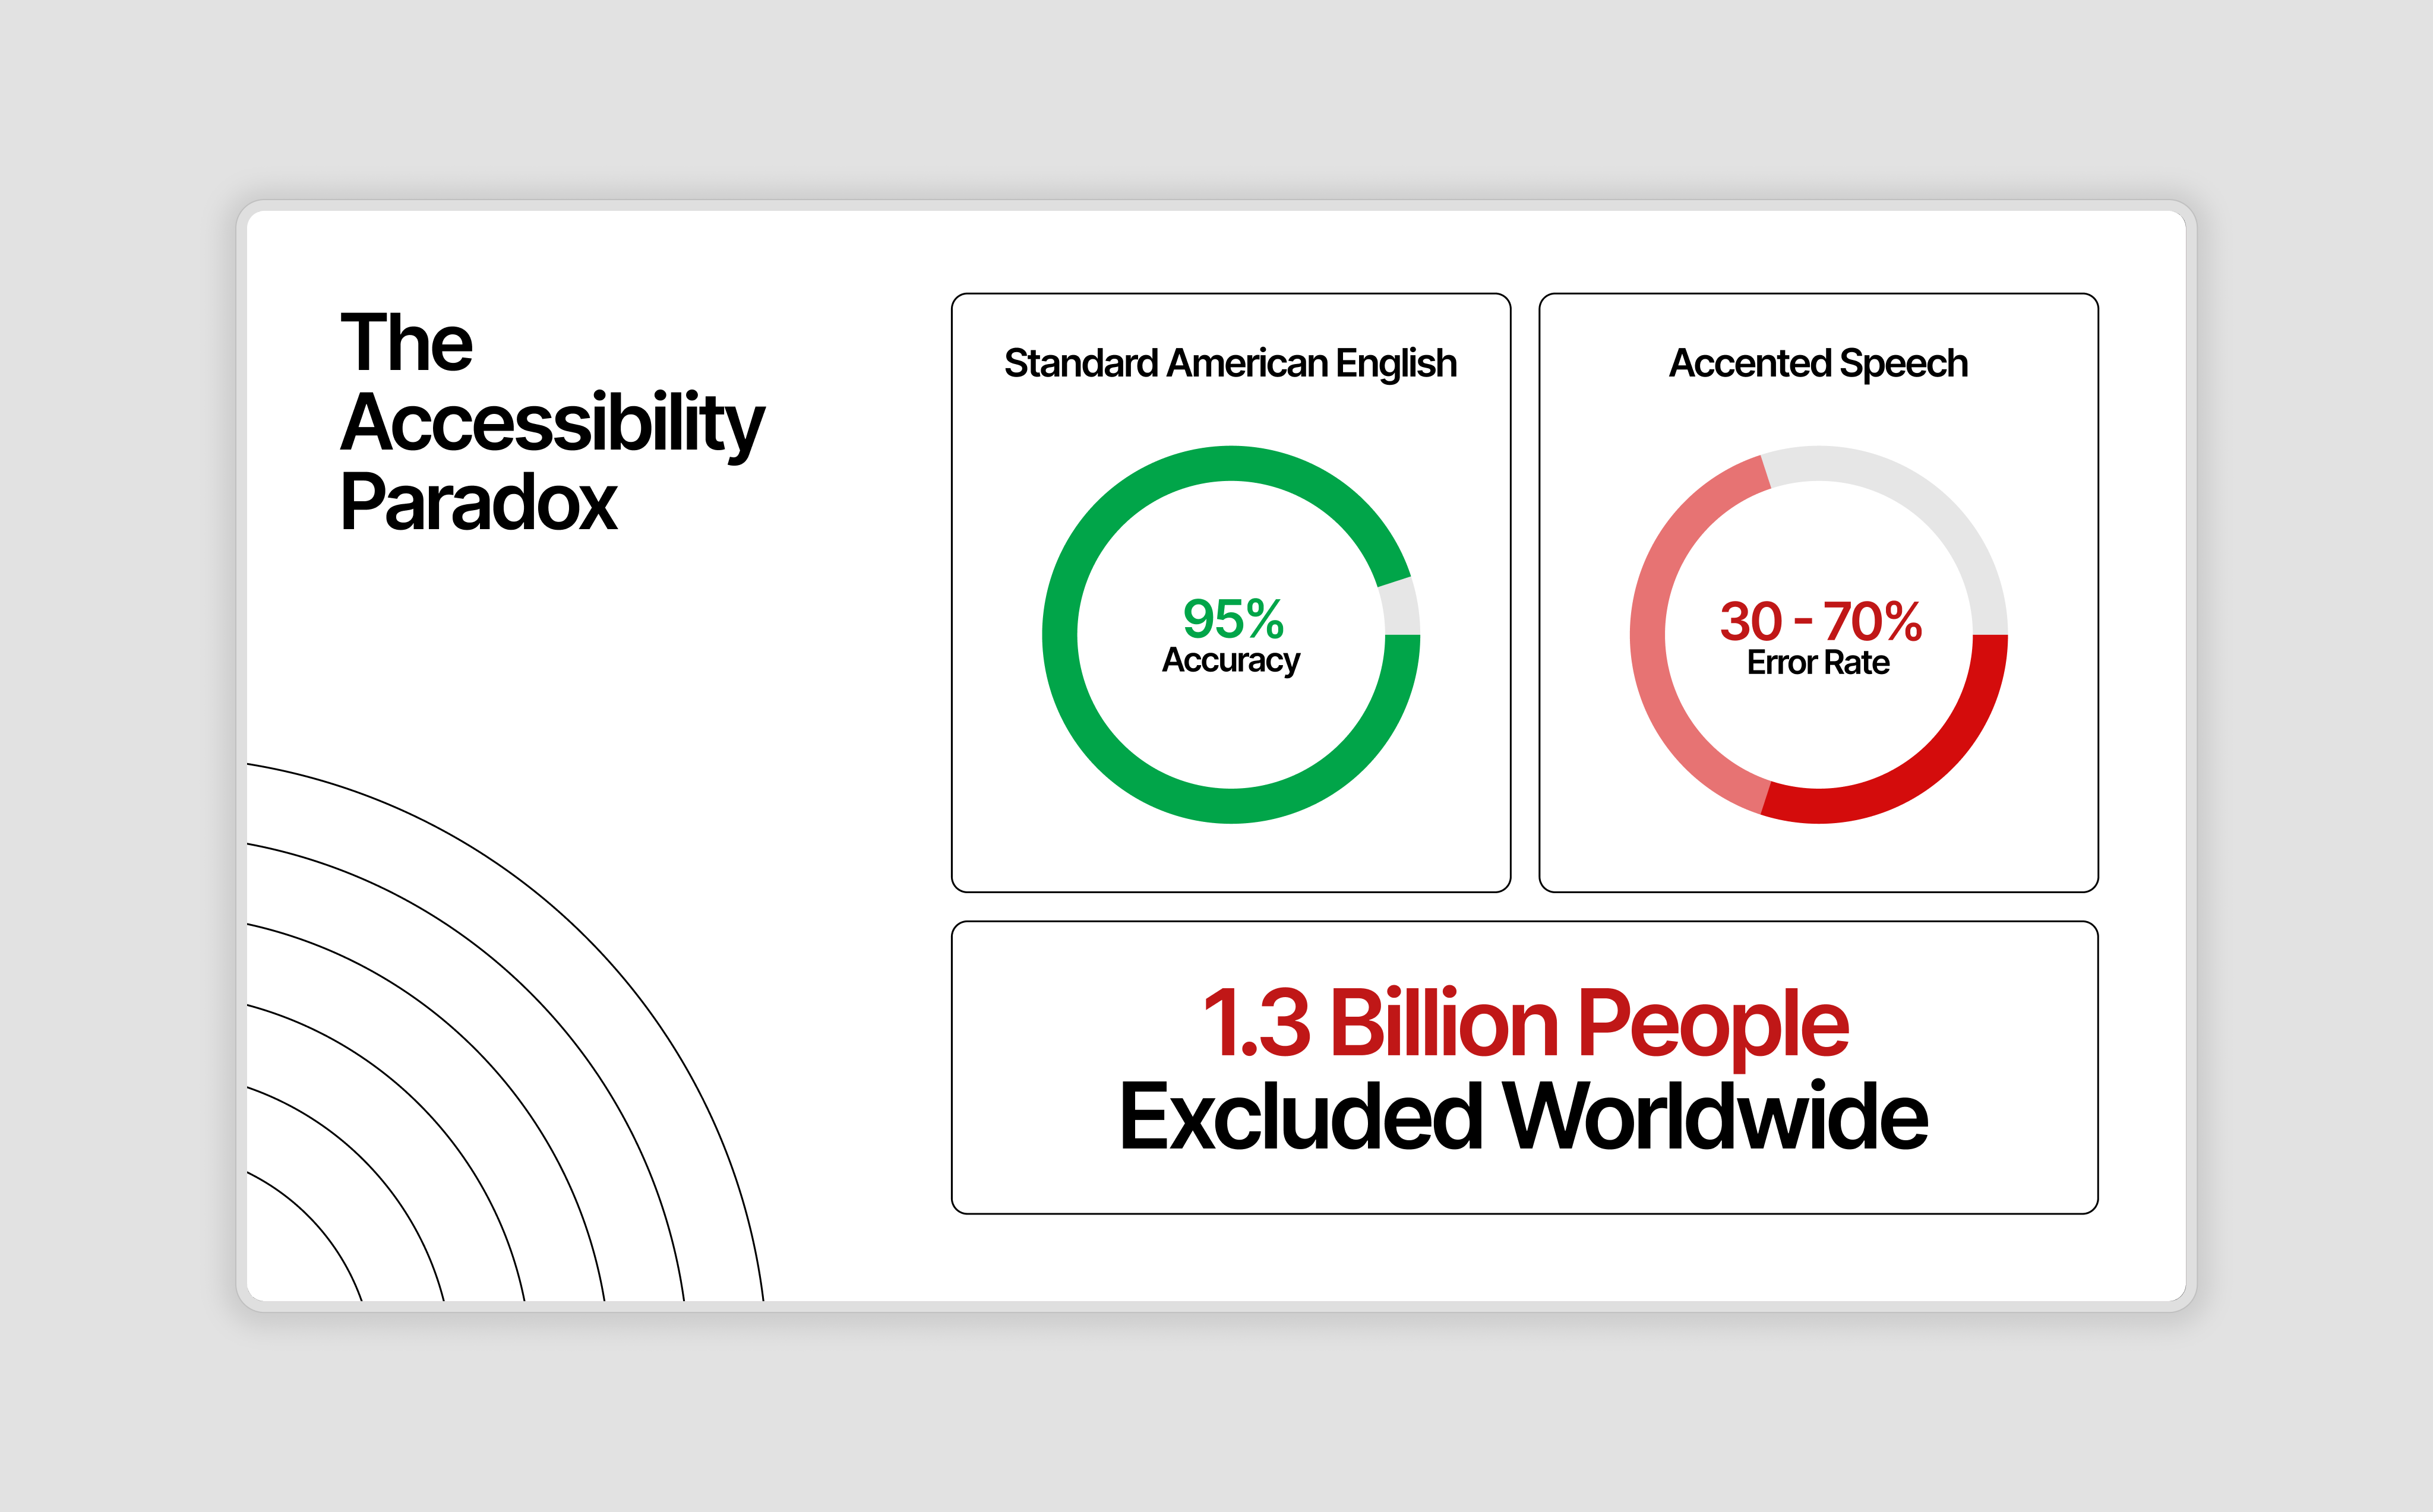 The
Accessibility
Paradox
Standard American English
95%
Accuracy
Accented Speech
30 - 70%
Error Rate
1.3 Billion People
Excluded Worldwide